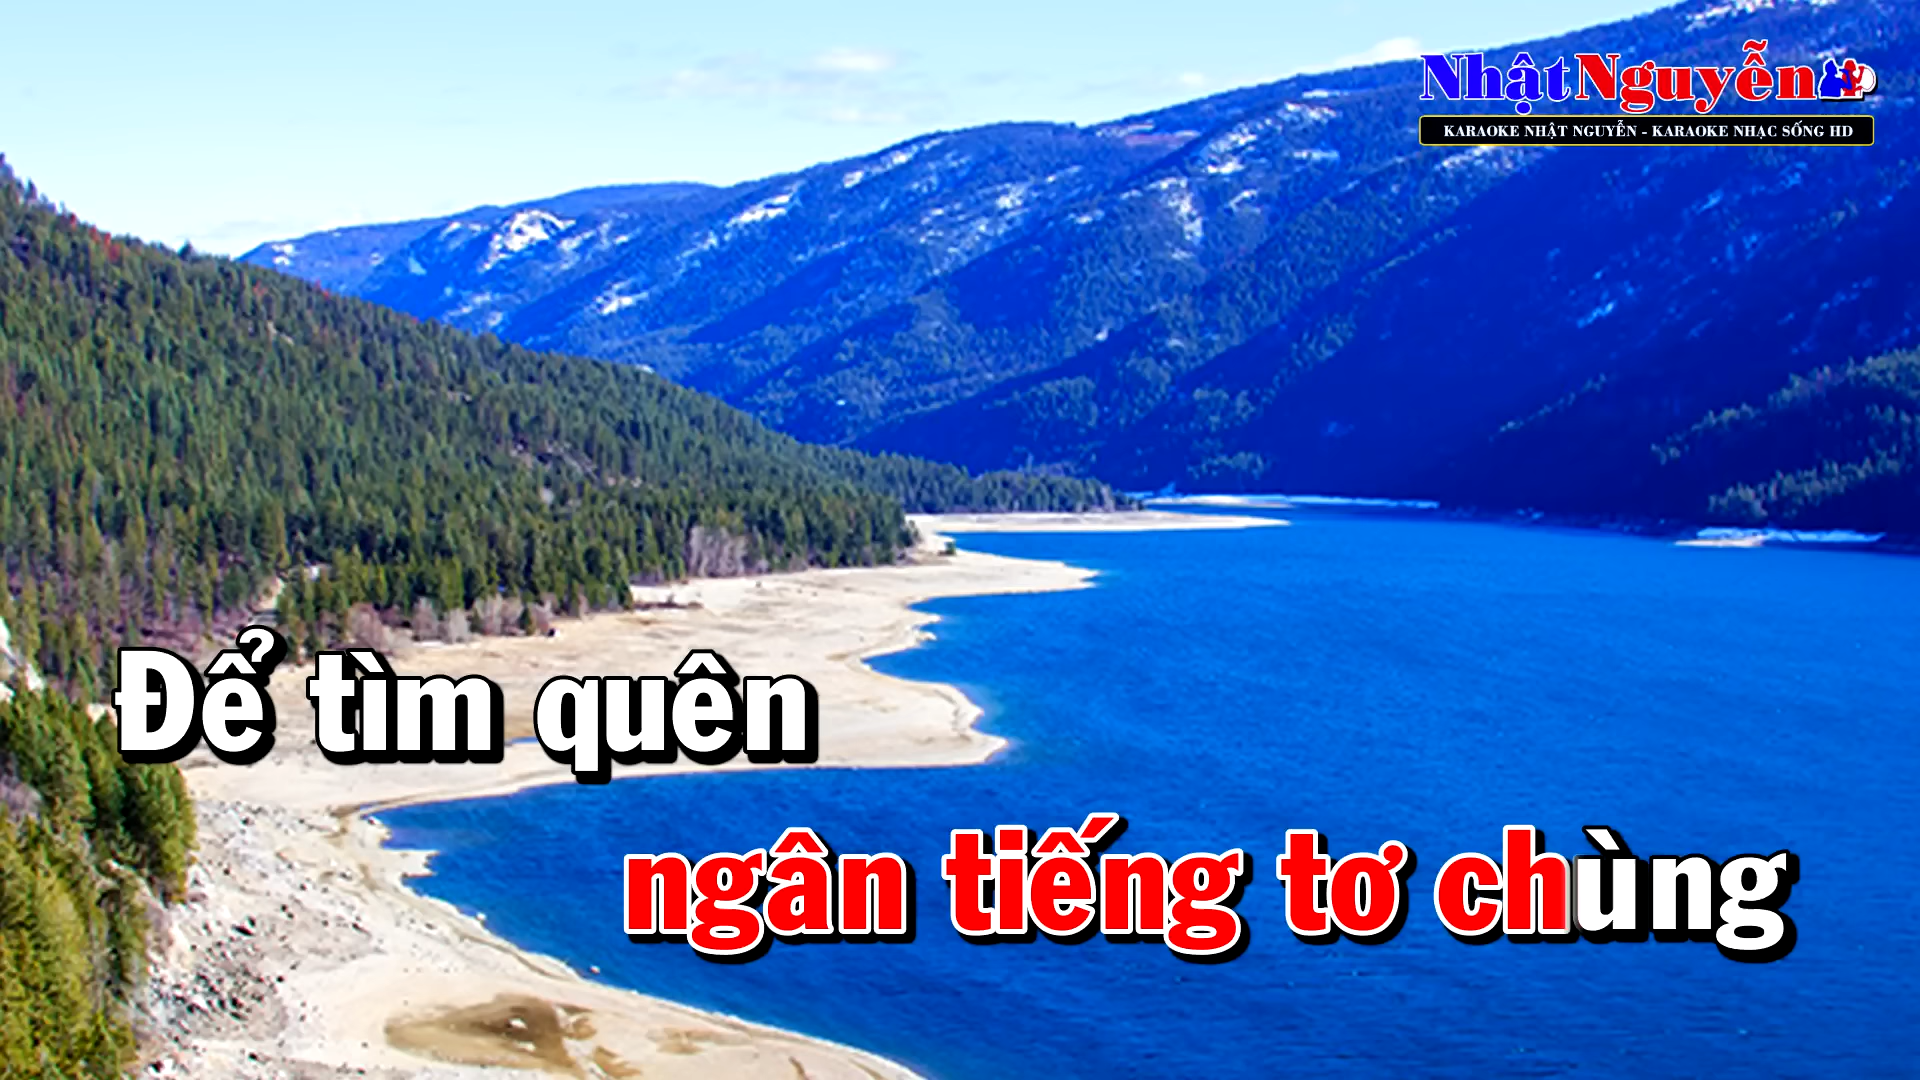 NhậtNguyễn
KARAOKE NHẬT NGUYỄN - KARAOKE NHẠC SỐNG HD
Để tìm quên
ngân tiếng tơ chùng